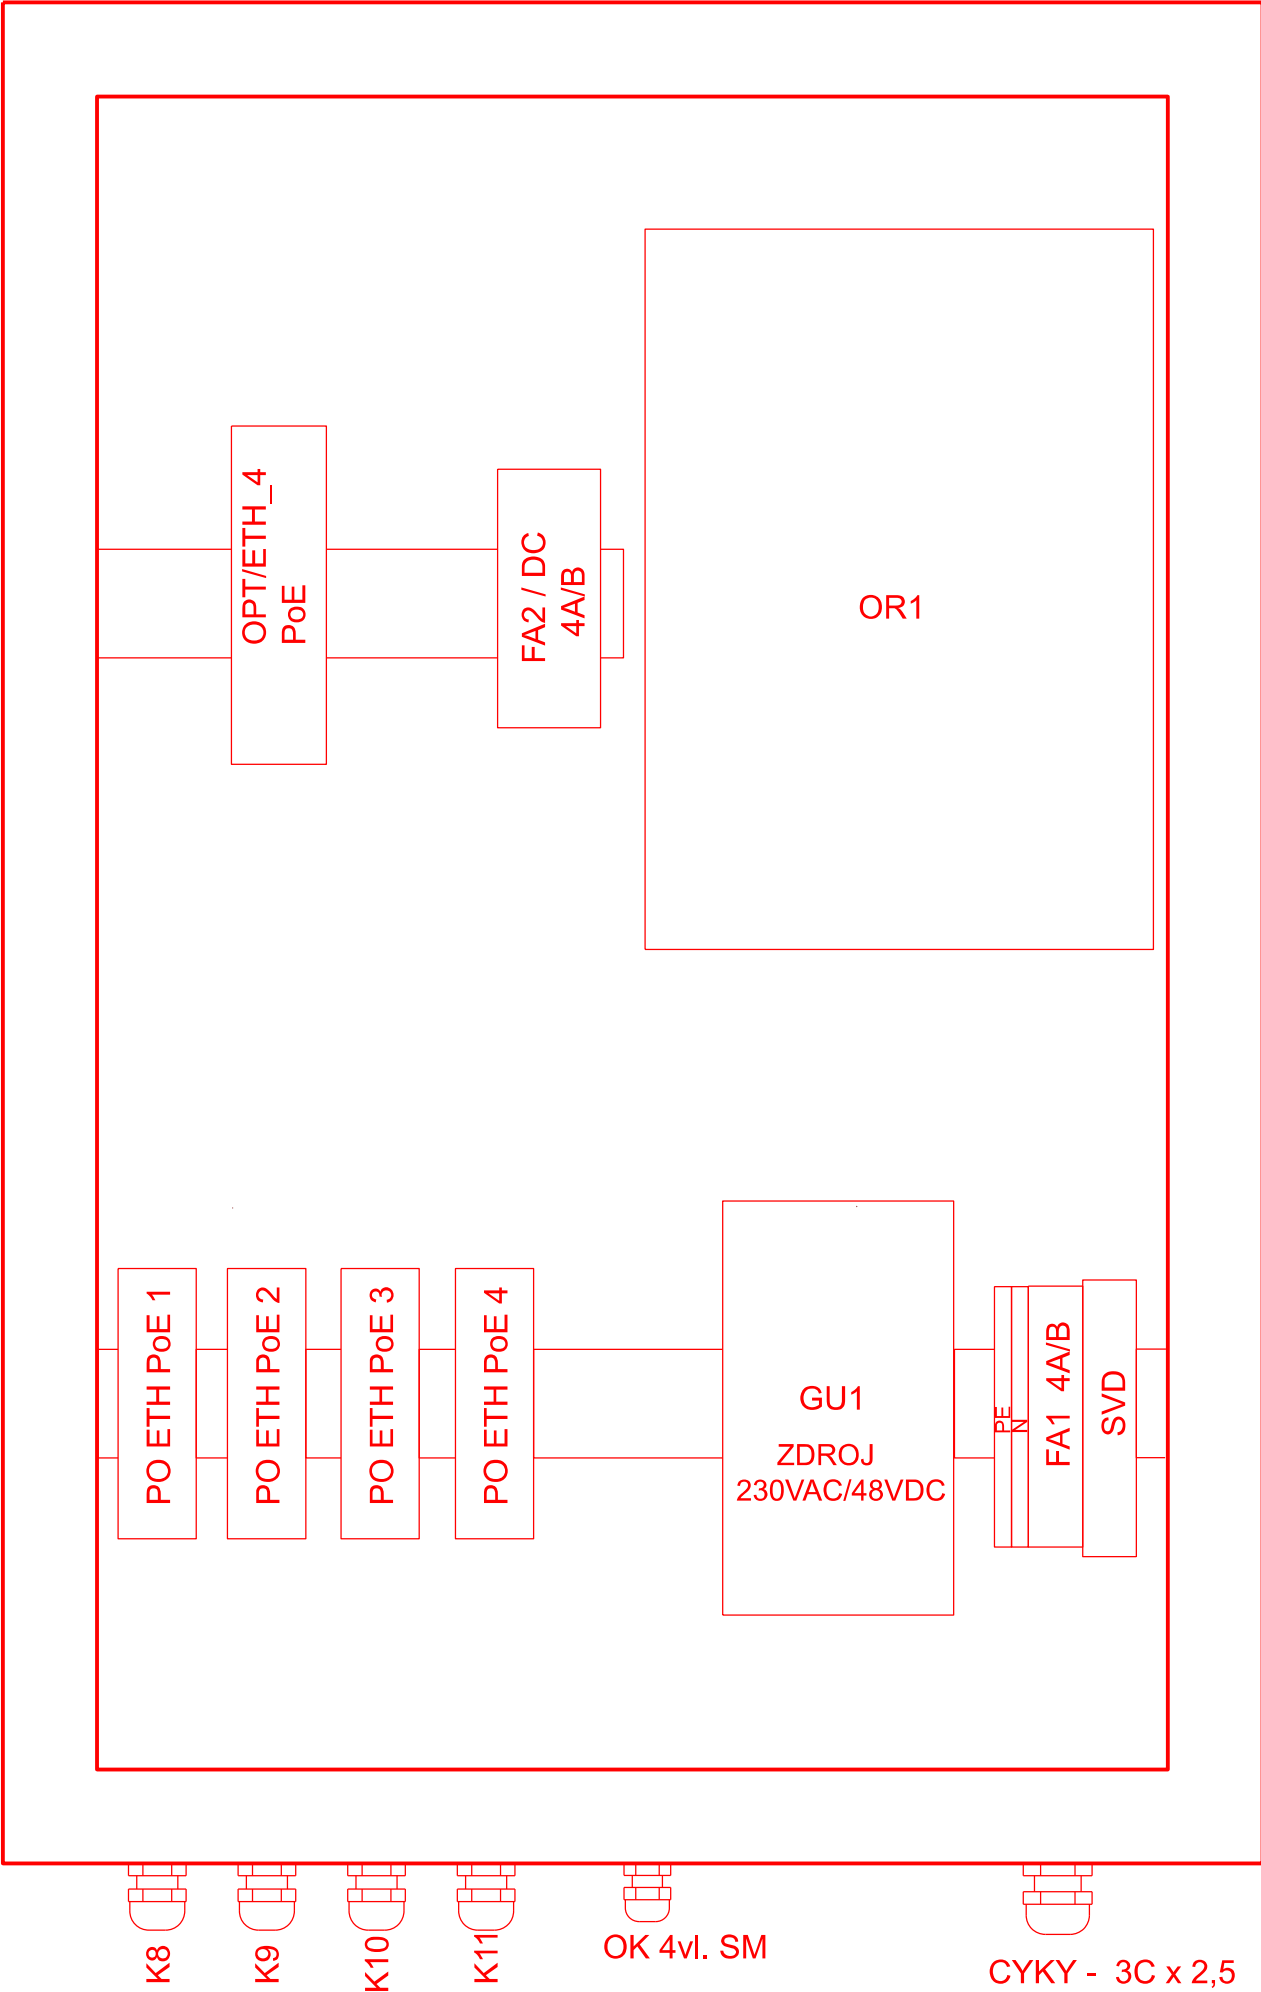 OPT/ETH_4
PoE
FA2 / DC
4A/B
OR1
PO ETH PoE 1
PO ETH PoE 2
PO ETH PoE 3
PO ETH PoE 4
GU1
ZDROJ
230VAC/48VDC
PE
N
FA1 4A/B
SVD
K8
K9
K10
K11
OK 4vl. SM
CYKY - 3C x 2,5